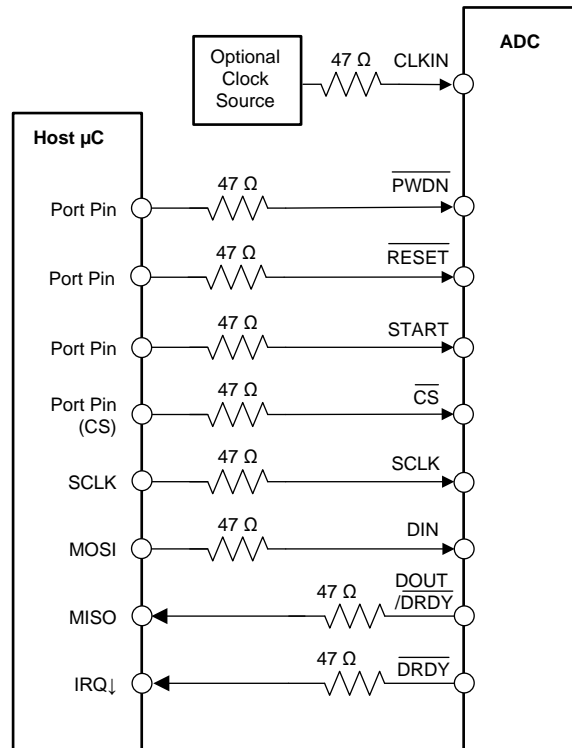 ADC
Optional
Clock
Source
47 Ω
CLKIN
Host µC
Port Pin
47 Ω
PWDN
Port Pin
47 Ω
RESET
Port Pin
47 Ω
START
Port Pin
(CS)
47 Ω
CS
SCLK
47 Ω
SCLK
MOSI
47 Ω
DIN
MISO
47 Ω
DOUT
/DRDY
IRQ↓
47 Ω
DRDY